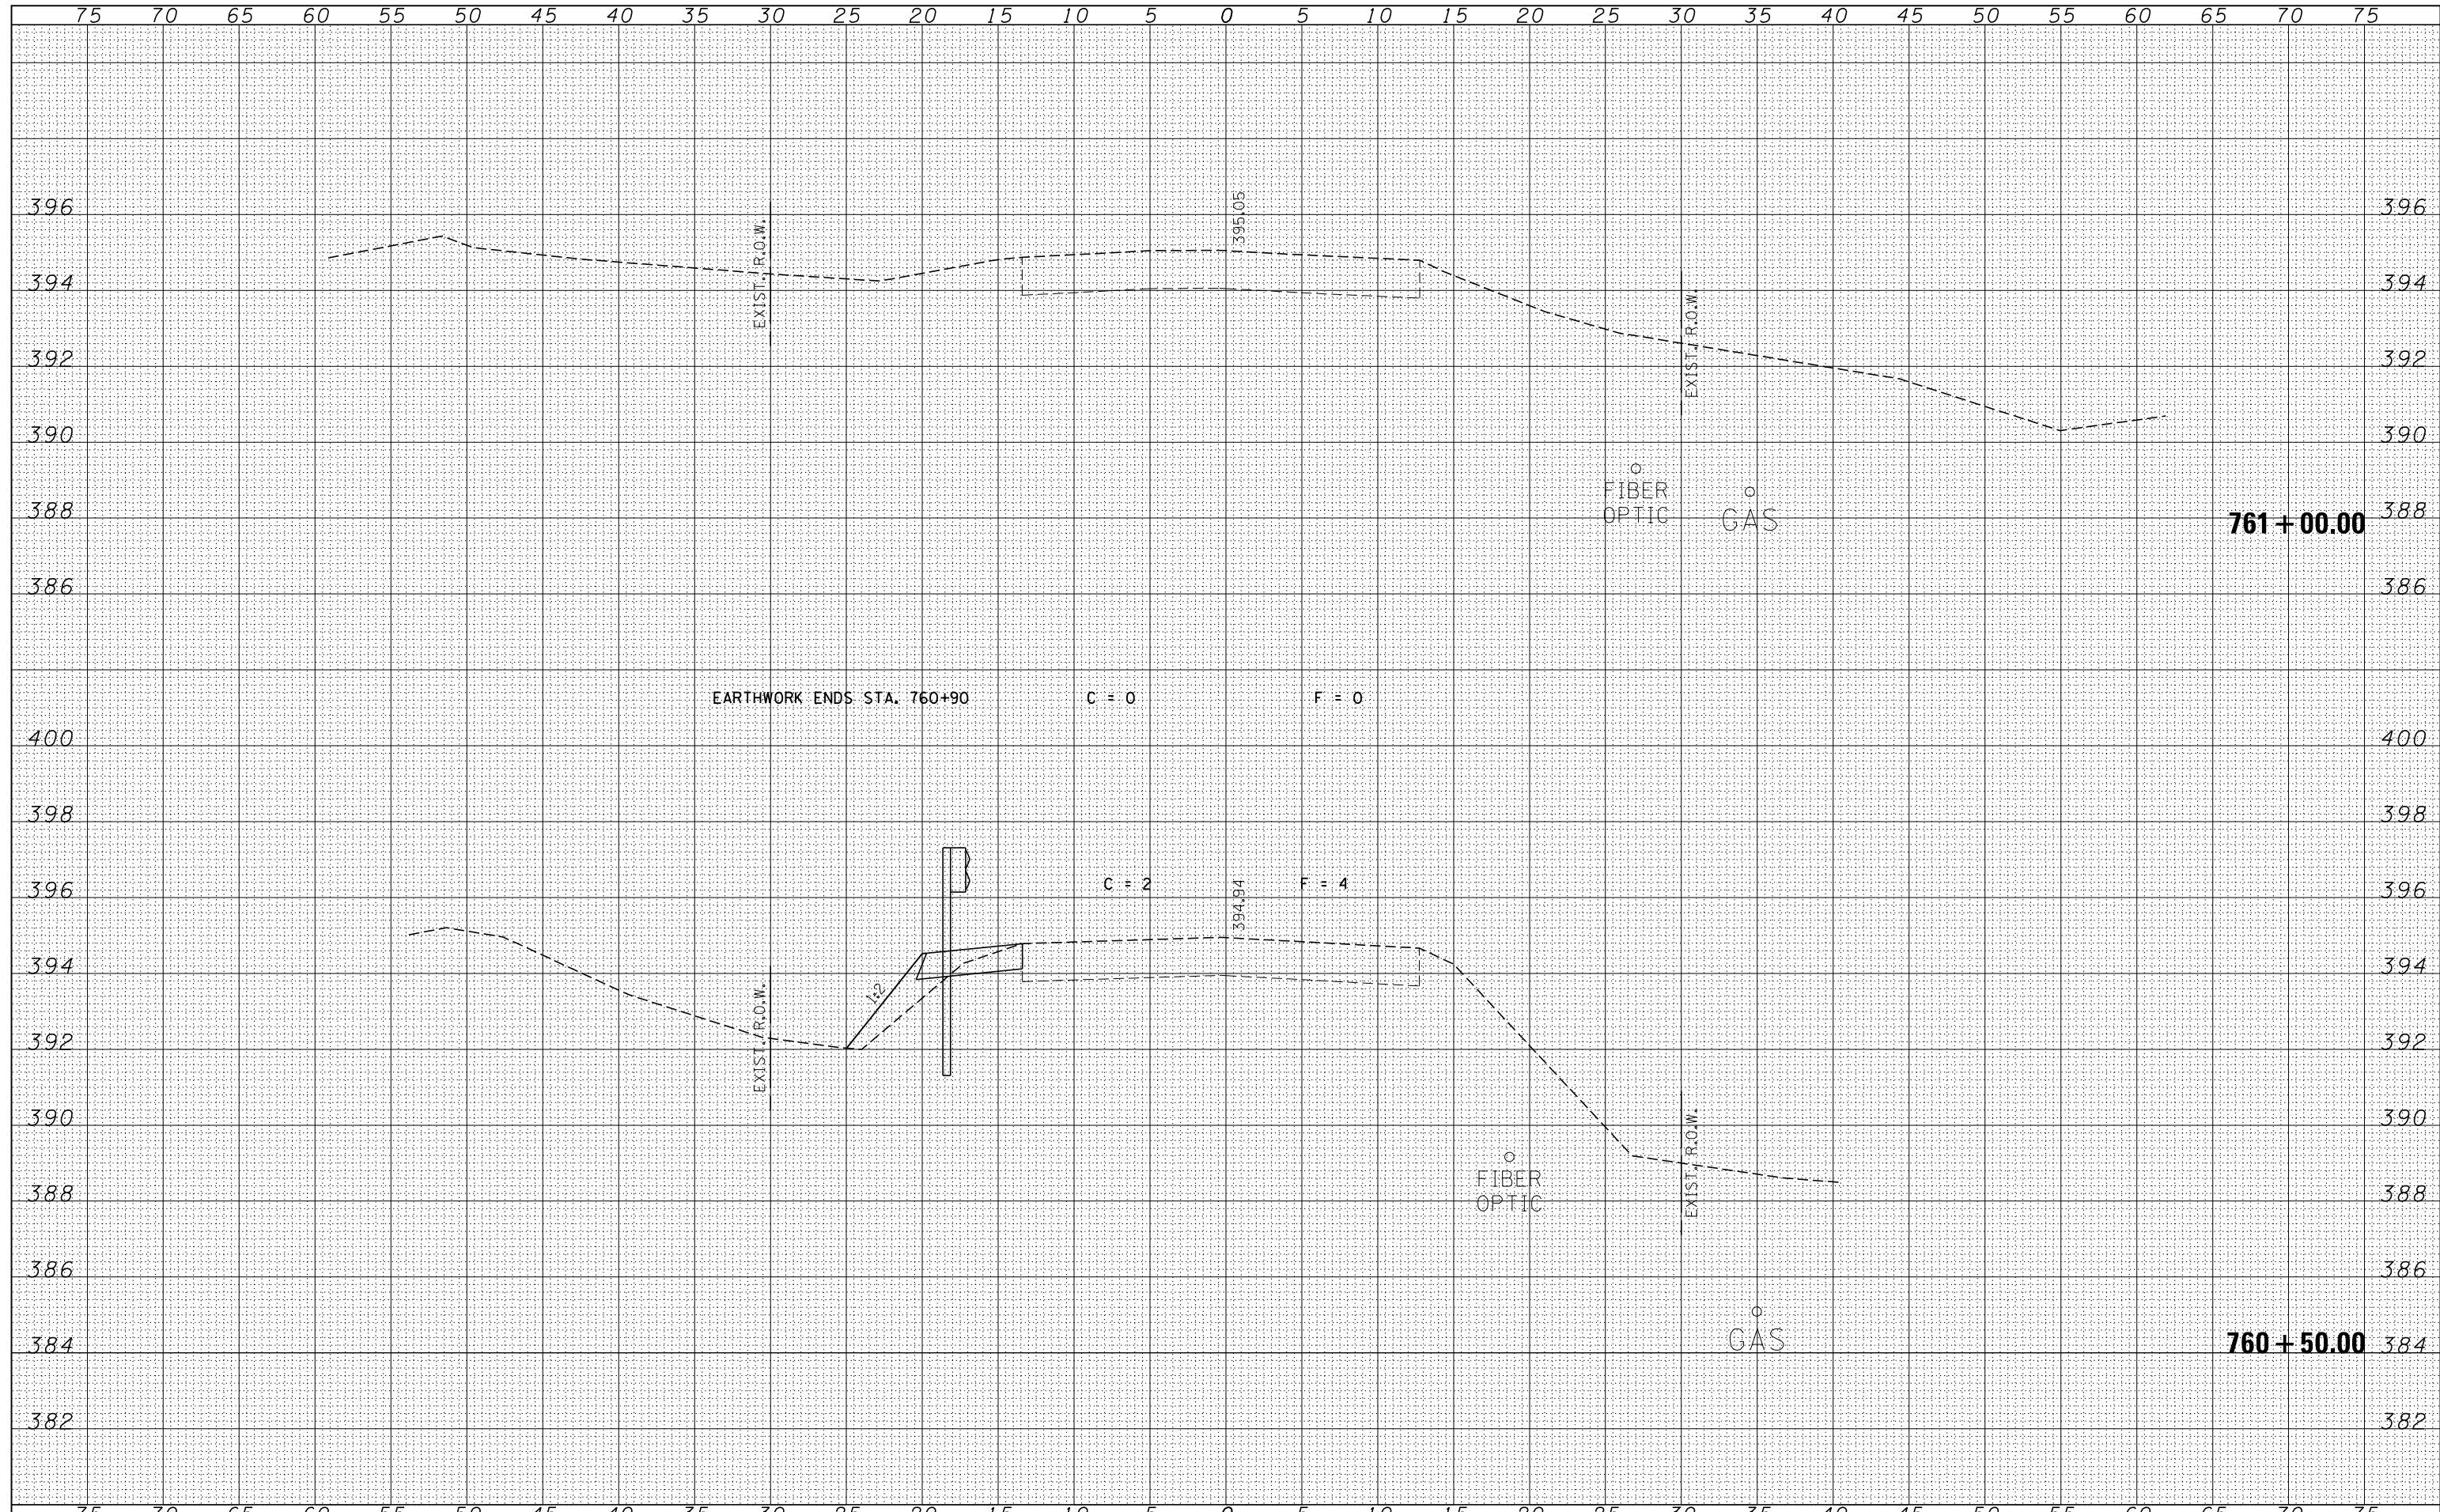 75 70 65 60 55 50 45 40 35 30 25 20 15 10 5 0 5 10 15 20 25 30 35 40 45 50 55 60 65 70 75
396 396
395.05
EXIST. R.O.W.
394 394
EXIST. R.O.W.
392 392
390 390
FIBER
OPTIC
GAS
388 388
761+00.00
386 386
EARTHWORK ENDS STA. 760+90 C = 0 F = 0
400 400
398 398
C = 2 F = 4
396 396
394.94
394 394
1:2
EXIST. R.O.W.
392 392
390 390
EXIST. R.O.W.
FIBER
OPTIC
388 388
386 386
GAS
760+50.00
384 384
382 382
75 70 65 60 55 50 45 40 35 30 25 20 15 10 5 0 5 10 15 20 25 30 35 40 45 50 55 60 65 70 75